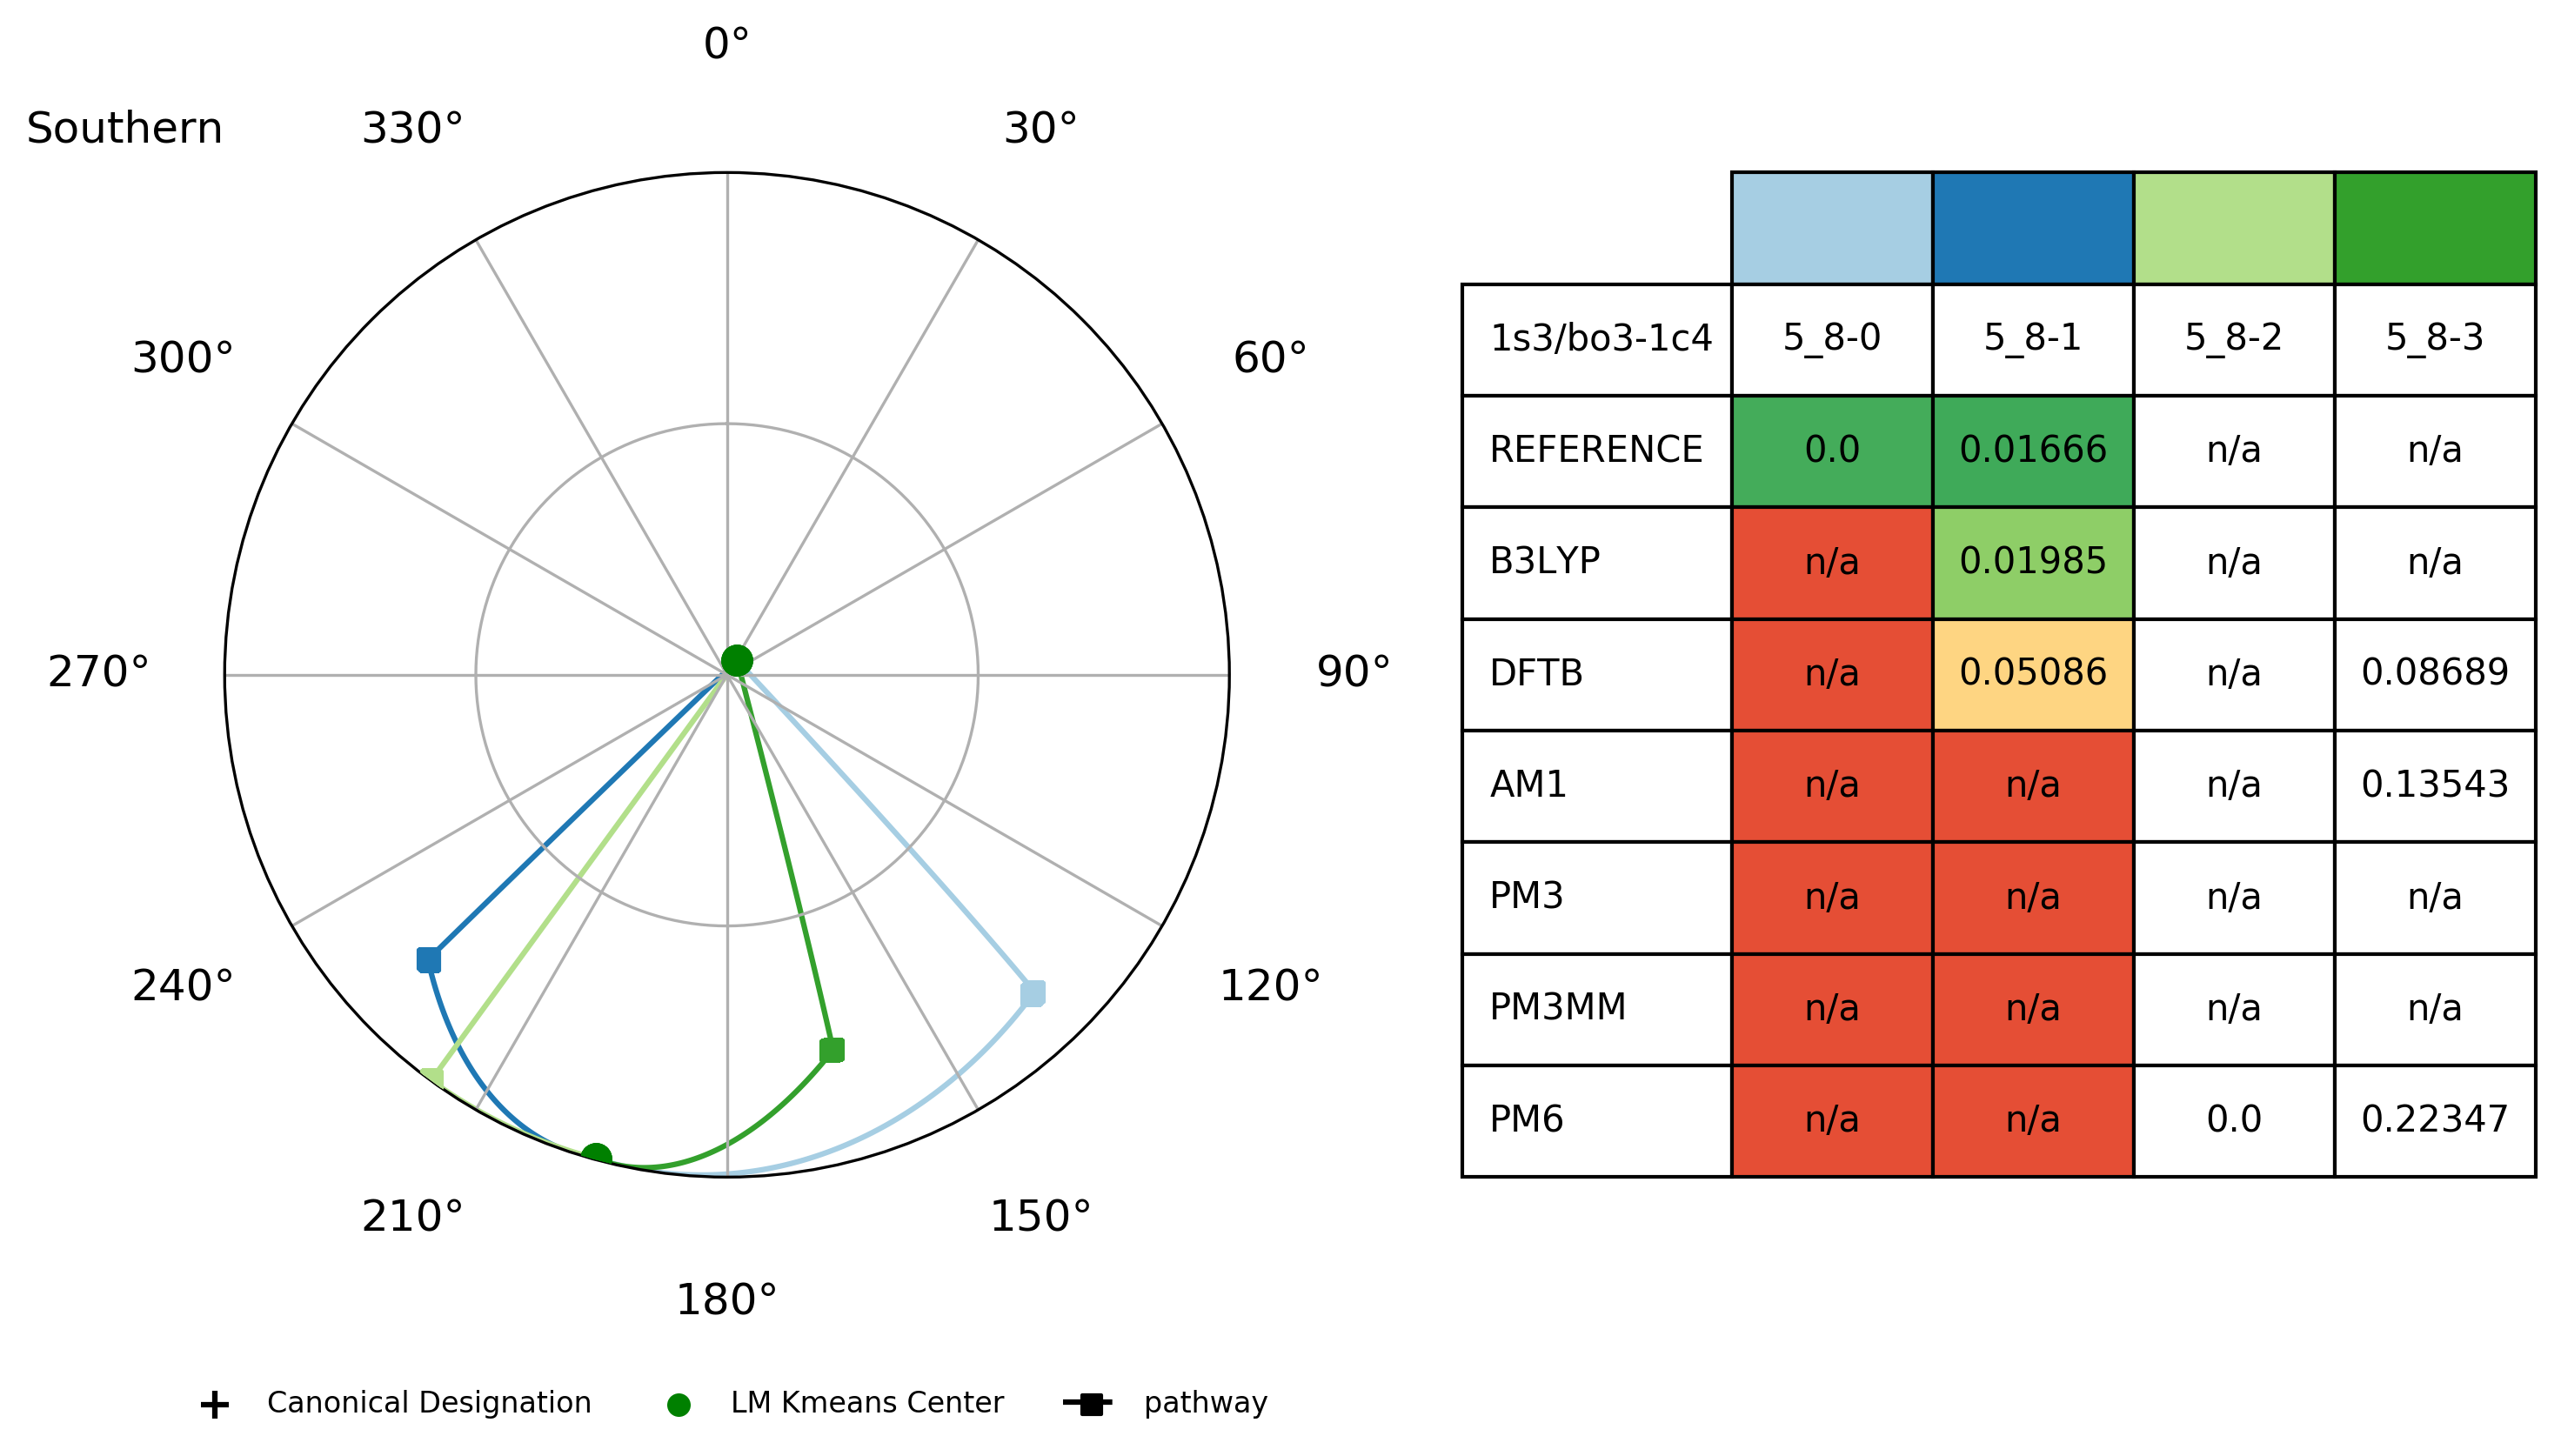 0°
Southern 330° 30°
300° 60°
270° 90°
240° 120°
210° 150°
180°
+ Canonical Designation LM Kmeans Center pathway
1s3/bo3-1c4 5_8-0 5_8-1 5_8-2 5_8-3
REFERENCE 0.0 0.01666 n/a n/a
B3LYP n/a 0.01985 n/a n/a
DFTB n/a 0.05086 n/a 0.08689
AM1 n/a n/a n/a 0.13543
PM3 n/a n/a n/a n/a
PM3MM n/a n/a n/a n/a
PM6 n/a n/a 0.0 0.22347